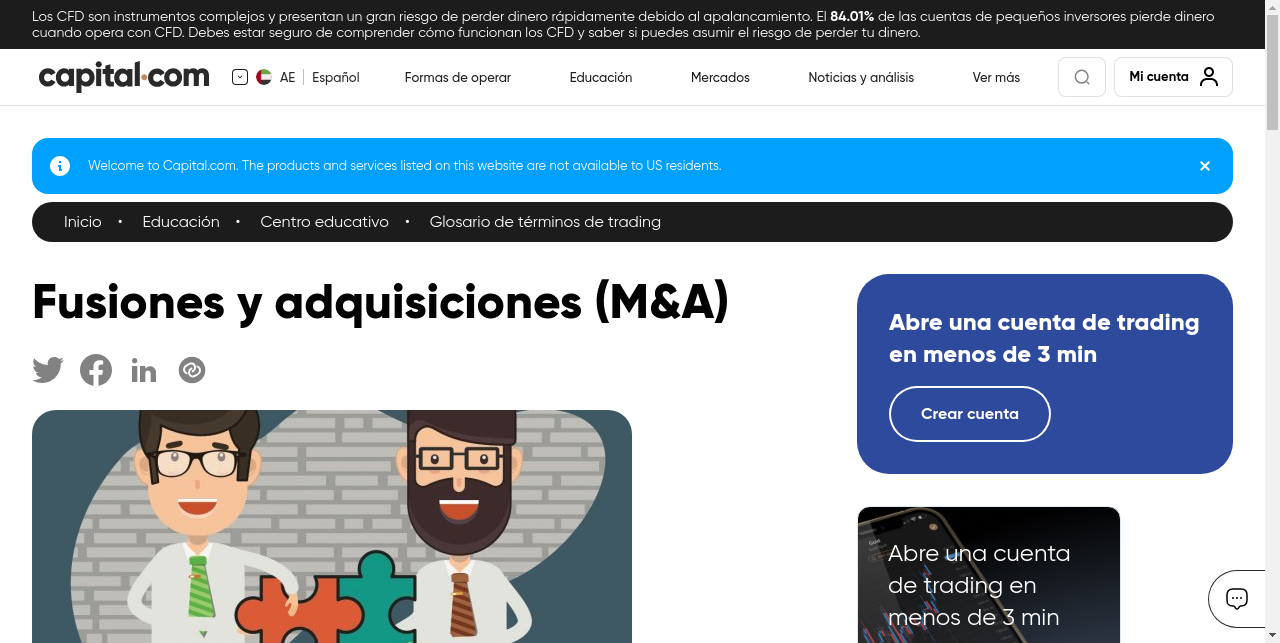 Los CFD son instrumentos complejos y presentan un gran riesgo de perder dinero rápidamente debido al apalancamiento. El 84.01% de las cuentas de pequeños inversores pierde dinero
cuando opera con CFD. Debes estar seguro de comprender cómo funcionan los CFD y saber si puedes asumir el riesgo de perder tu dinero.
capital.com AE Español Formas de operar Educación Mercados Noticias y análisis Ver más Mi cuenta
Welcome to Capital.com. The products and services listed on this website are not available to US residents.
Inicio • Educación • Centro educativo • Glosario de términos de trading
Fusiones y adquisiciones (M&A)
Abre una cuenta de trading
en menos de 3 min
Crear cuenta
Abre una cuenta
de trading en
menos de 3 min